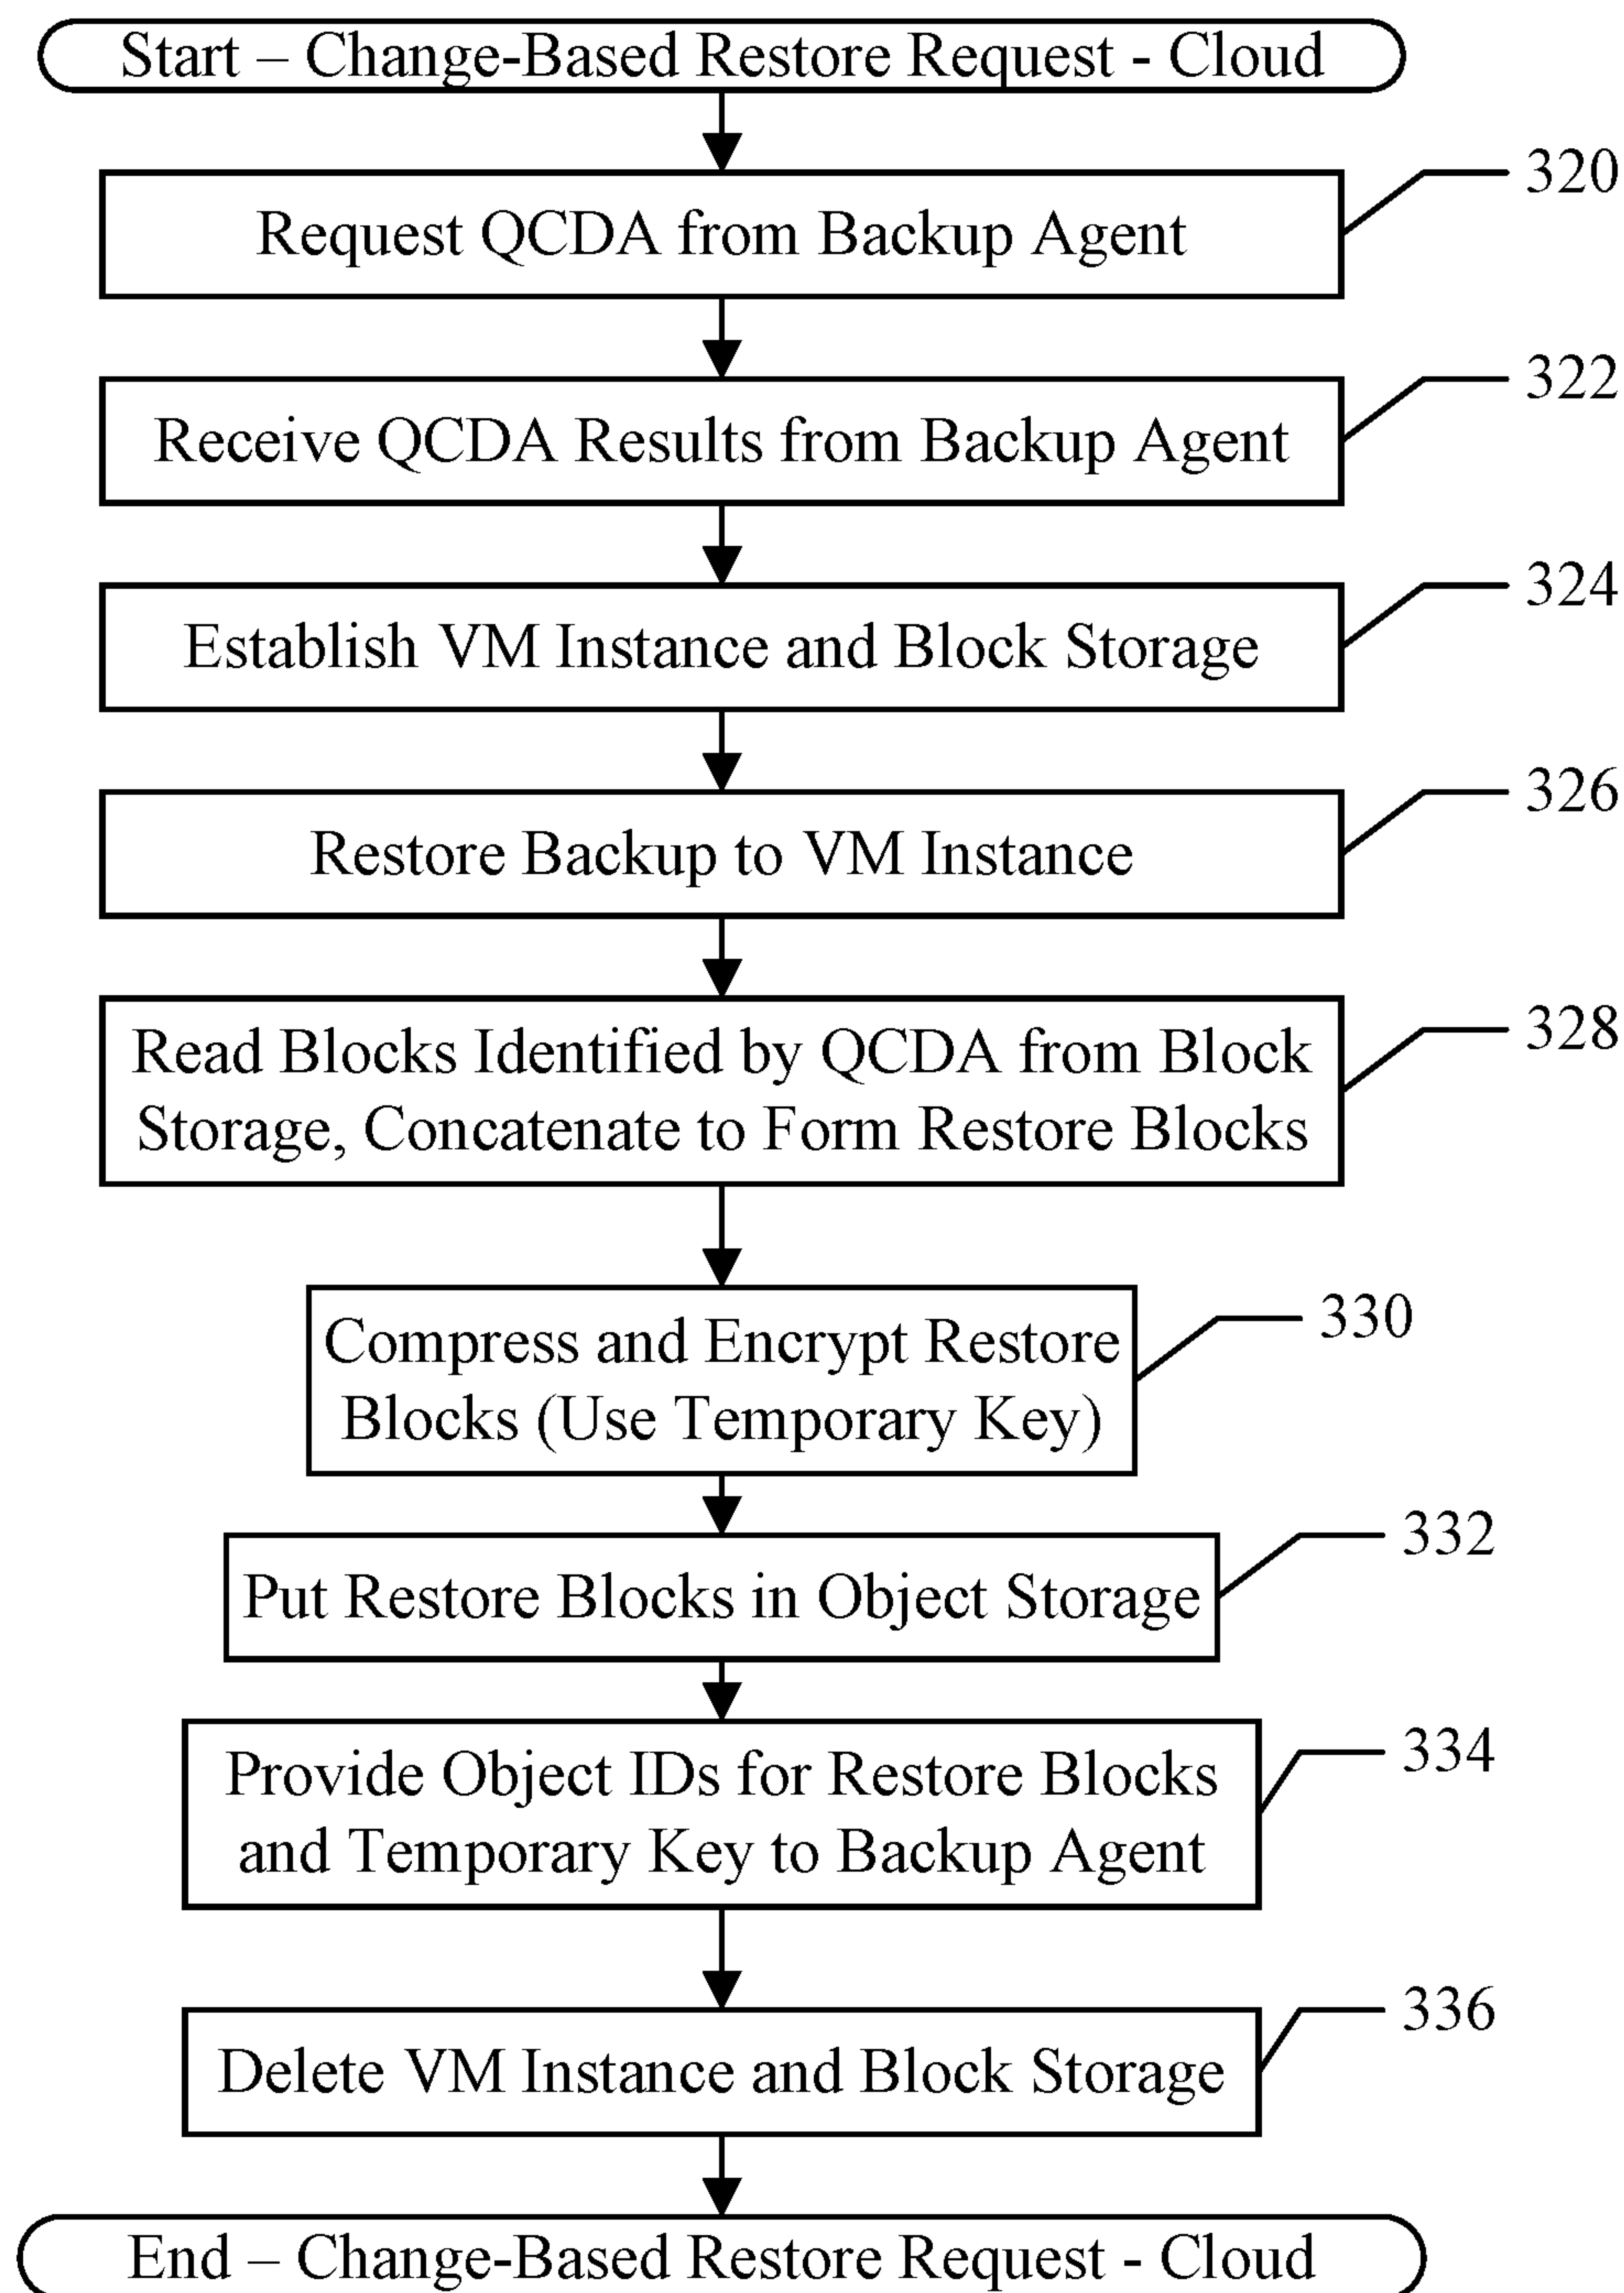 Start – Change-Based Restore Request - Cloud
320
Request QCDA from Backup Agent
322
Receive QCDA Results from Backup Agent
324
Establish VM Instance and Block Storage
326
Restore Backup to VM Instance
328
Read Blocks Identified by QCDA from Block
Storage, Concatenate to Form Restore Blocks
330
Compress and Encrypt Restore
Blocks (Use Temporary Key)
332
Put Restore Blocks in Object Storage
334
Provide Object IDs for Restore Blocks
and Temporary Key to Backup Agent
336
Delete VM Instance and Block Storage
End – Change-Based Restore Request - Cloud